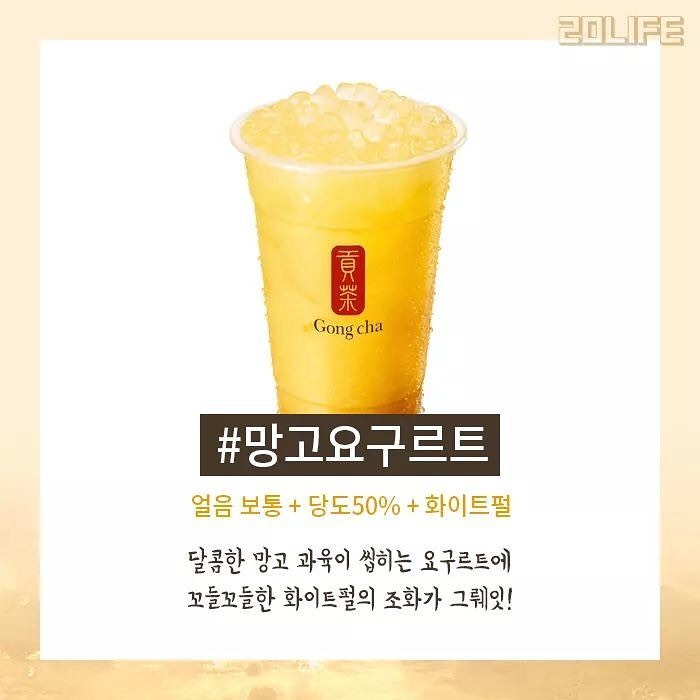 20LIFE
貢茶
Gong cha
#망고요구르트
얼음 보통 + 당도50% + 화이트펄
달콤한 망고 과육이 씹히는 요구르트에
꼬들꼬들한 화이트펄의 조화가 그뤠잇!